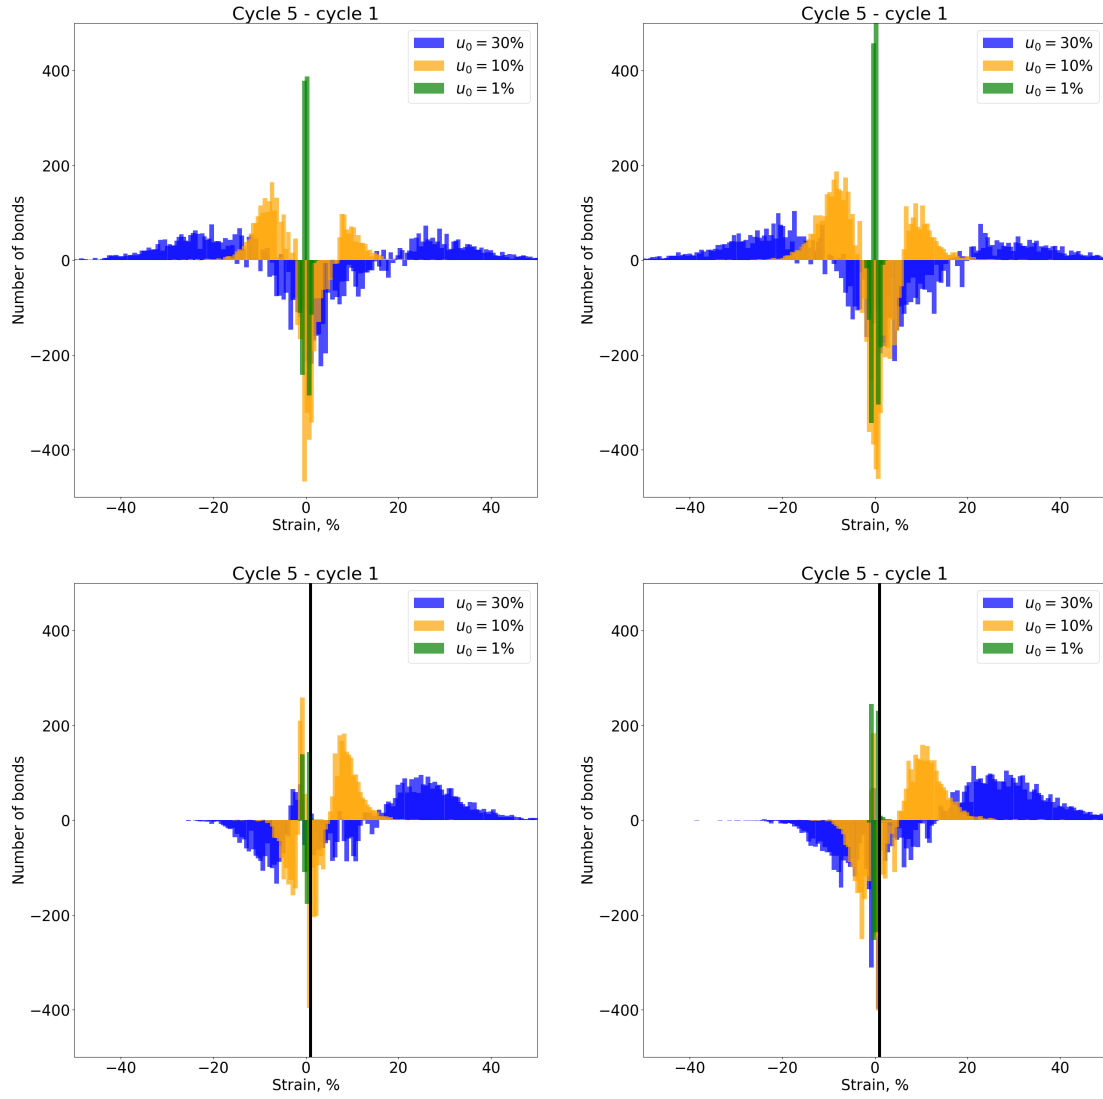 Cycle 5 - cycle 1
Number of bonds
400
200
0
−200
−400
u₀ = 30%
u₀ = 10%
u₀ = 1%
−40 −20 0 20 40
Strain, %
Cycle 5 - cycle 1
Number of bonds
400
200
0
−200
−400
u₀ = 30%
u₀ = 10%
u₀ = 1%
−40 −20 0 20 40
Strain, %
Cycle 5 - cycle 1
Number of bonds
400
200
0
−200
−400
u₀ = 30%
u₀ = 10%
u₀ = 1%
−40 −20 0 20 40
Strain, %
Cycle 5 - cycle 1
Number of bonds
400
200
0
−200
−400
u₀ = 30%
u₀ = 10%
u₀ = 1%
−40 −20 0 20 40
Strain, %